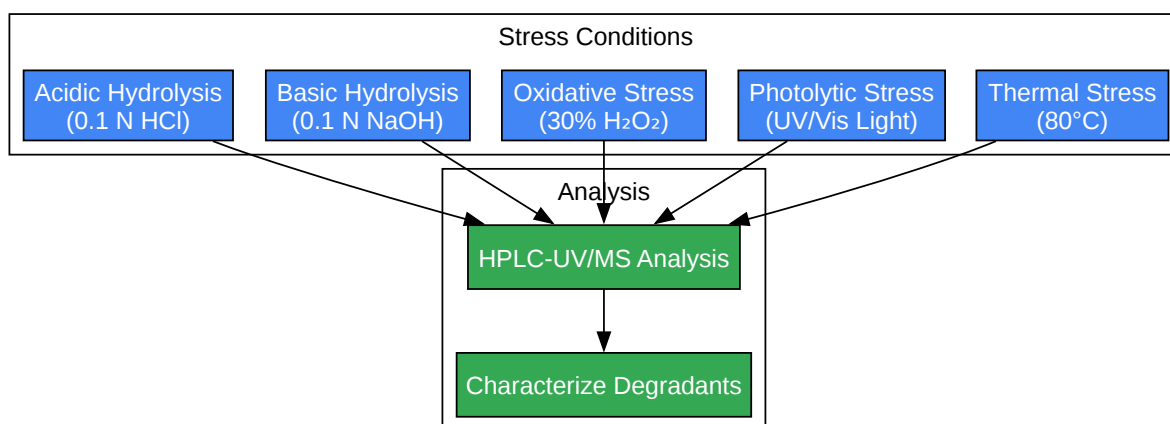 Stress Conditions
Acidic Hydrolysis
(0.1 N HCl)
Basic Hydrolysis
(0.1 N NaOH)
Oxidative Stress
(30% H₂O₂)
Photolytic Stress
(UV/Vis Light)
Thermal Stress
(80°C)
Analysis
HPLC-UV/MS Analysis
Characterize Degradants